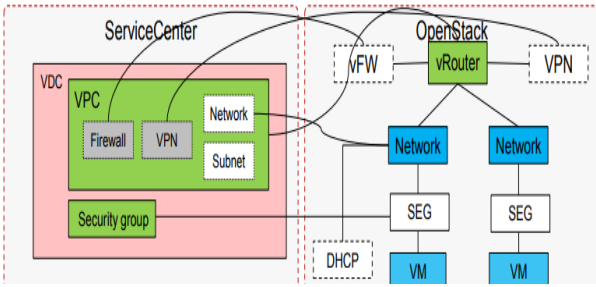 ServiceCenter
OpenStack
VDC
VPC
Firewall
VPN
Network
Subnet
Security group
vFW
vRouter
VPN
Network
Network
SEG
SEG
DHCP
VM
VM